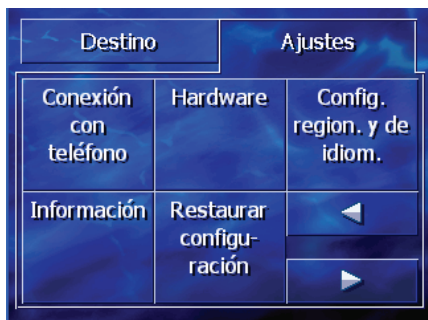 Destino
Ajustes
Conexión
con
teléfono
Hardware
Config.
region. y de
idiom.
Información
Restaurar
configu-
ración